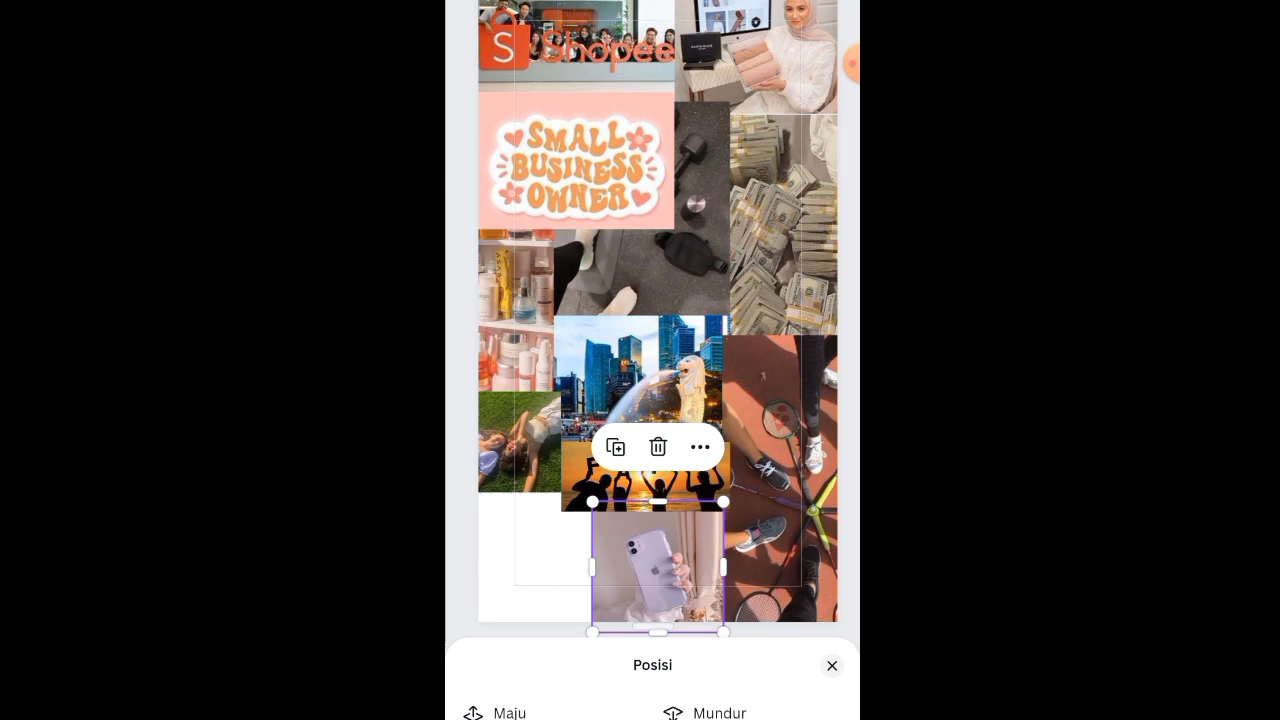 S Shopee
SMALL
BUSINESS
OWNER
Posisi
Maju
Mundur